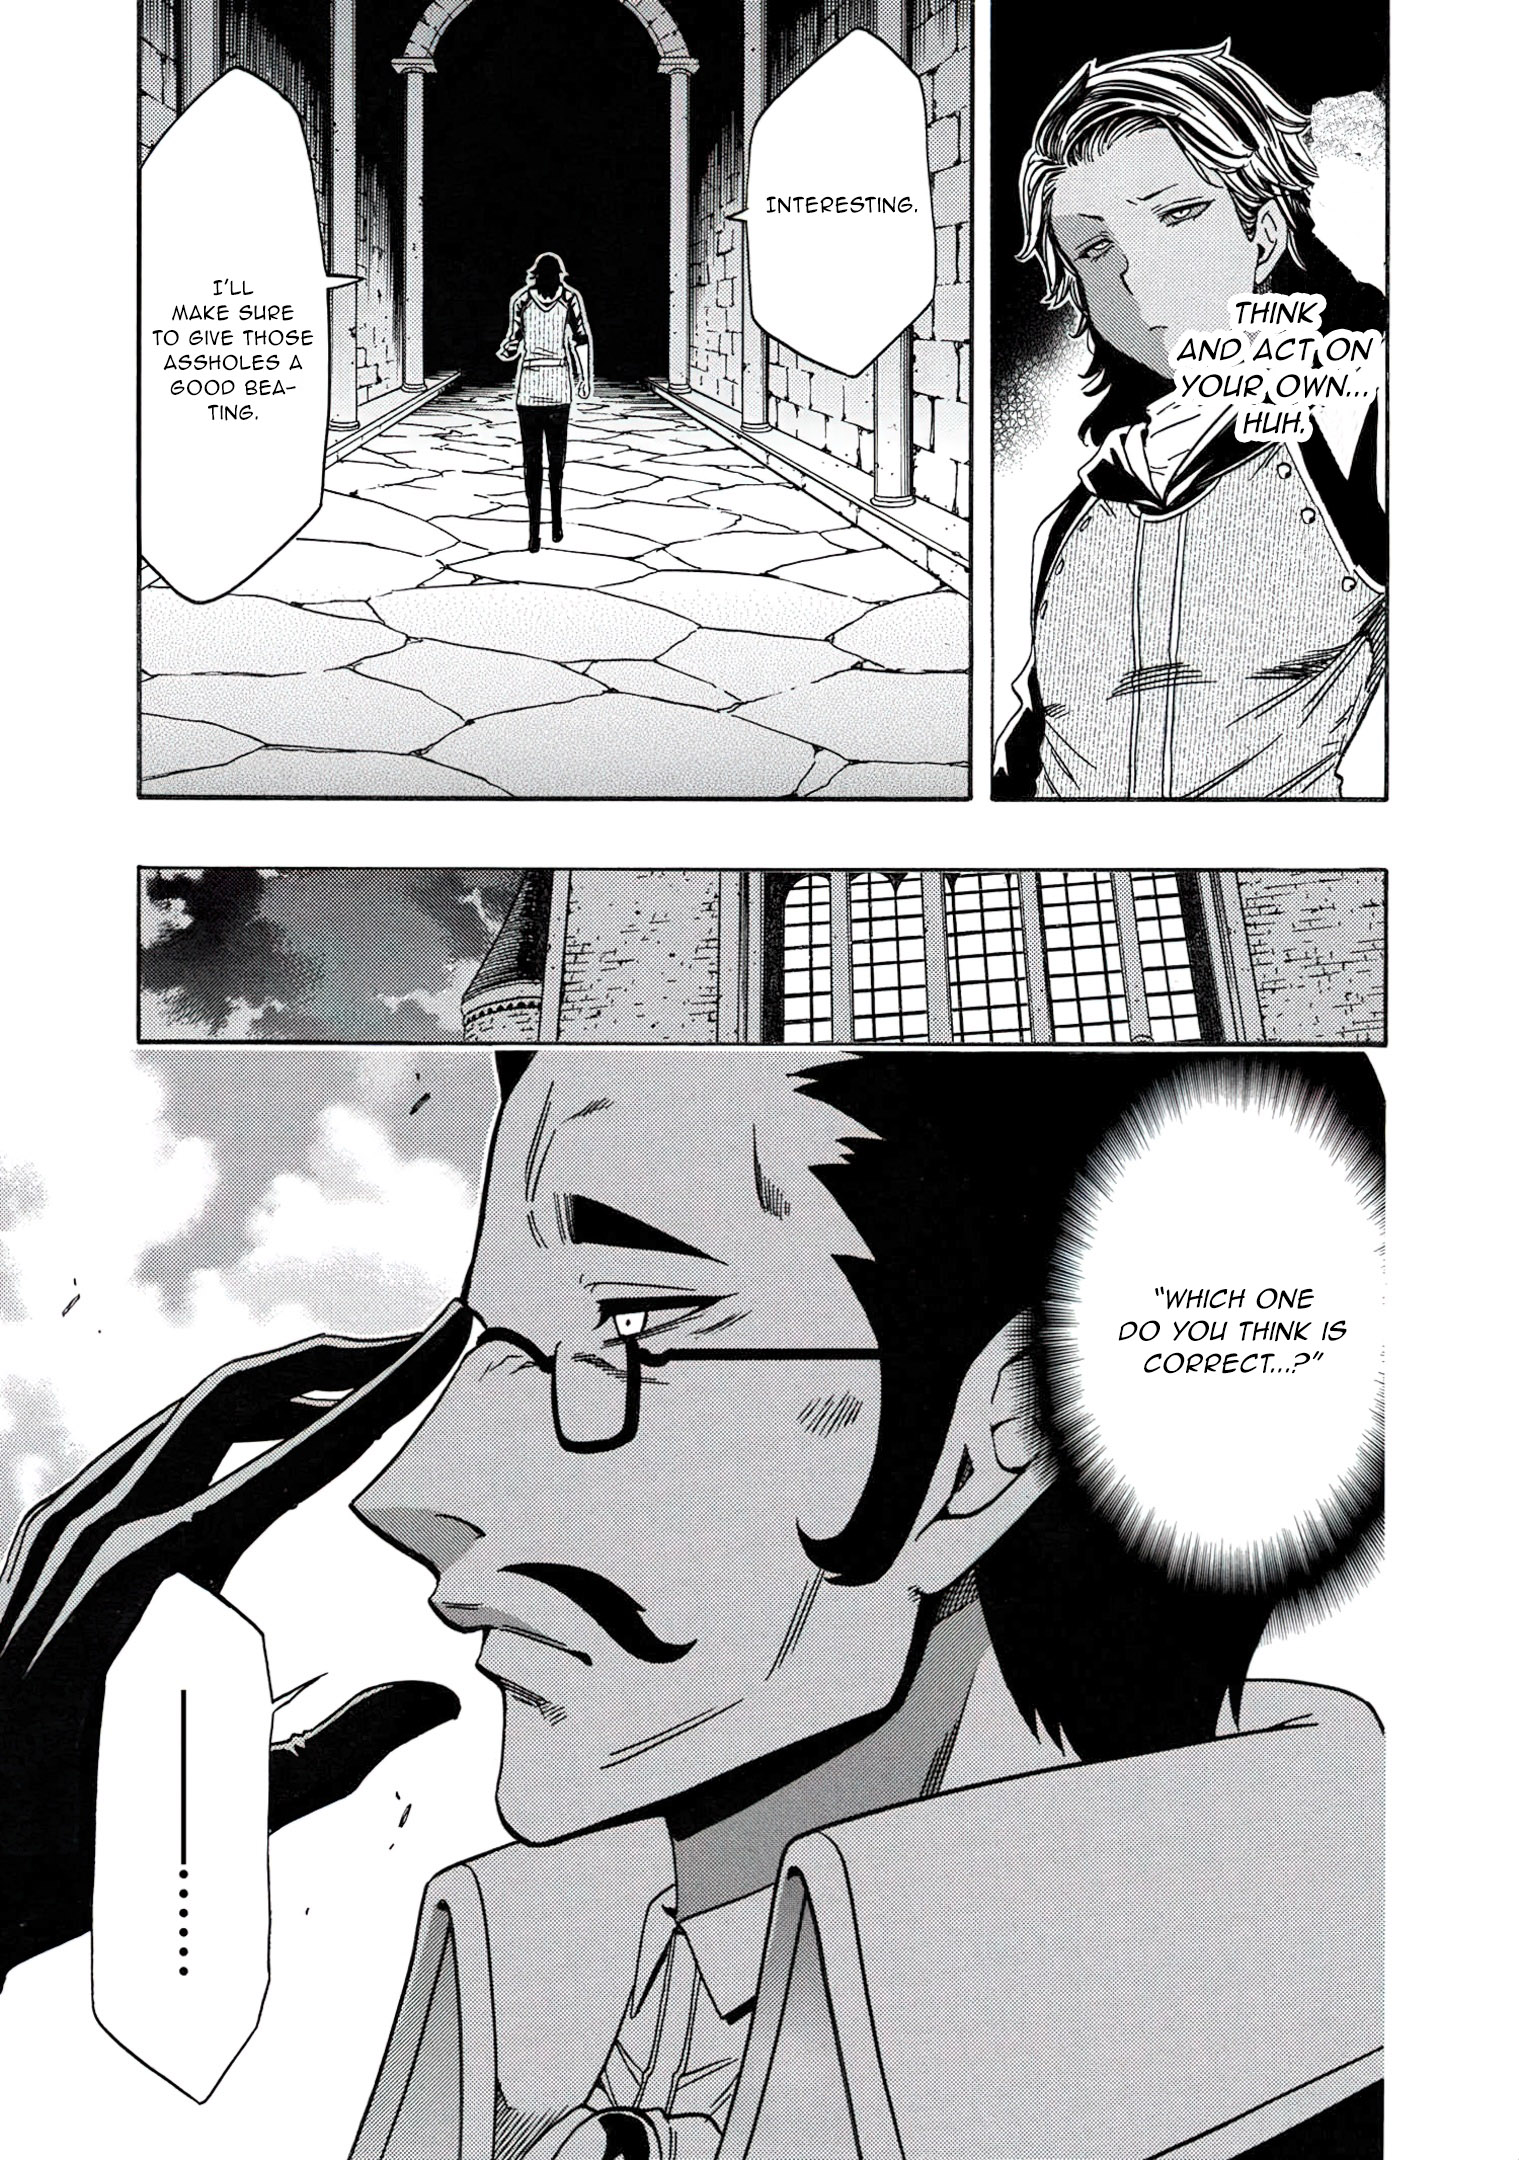 THINK
AND ACT ON
YOUR OWN...
HUH.
INTERESTING.
I'LL
MAKE SURE
TO GIVE THOSE
ASSHOLES A
GOOD BEA-
TING.
"WHICH ONE
DO YOU THINK IS
CORRECT...?"